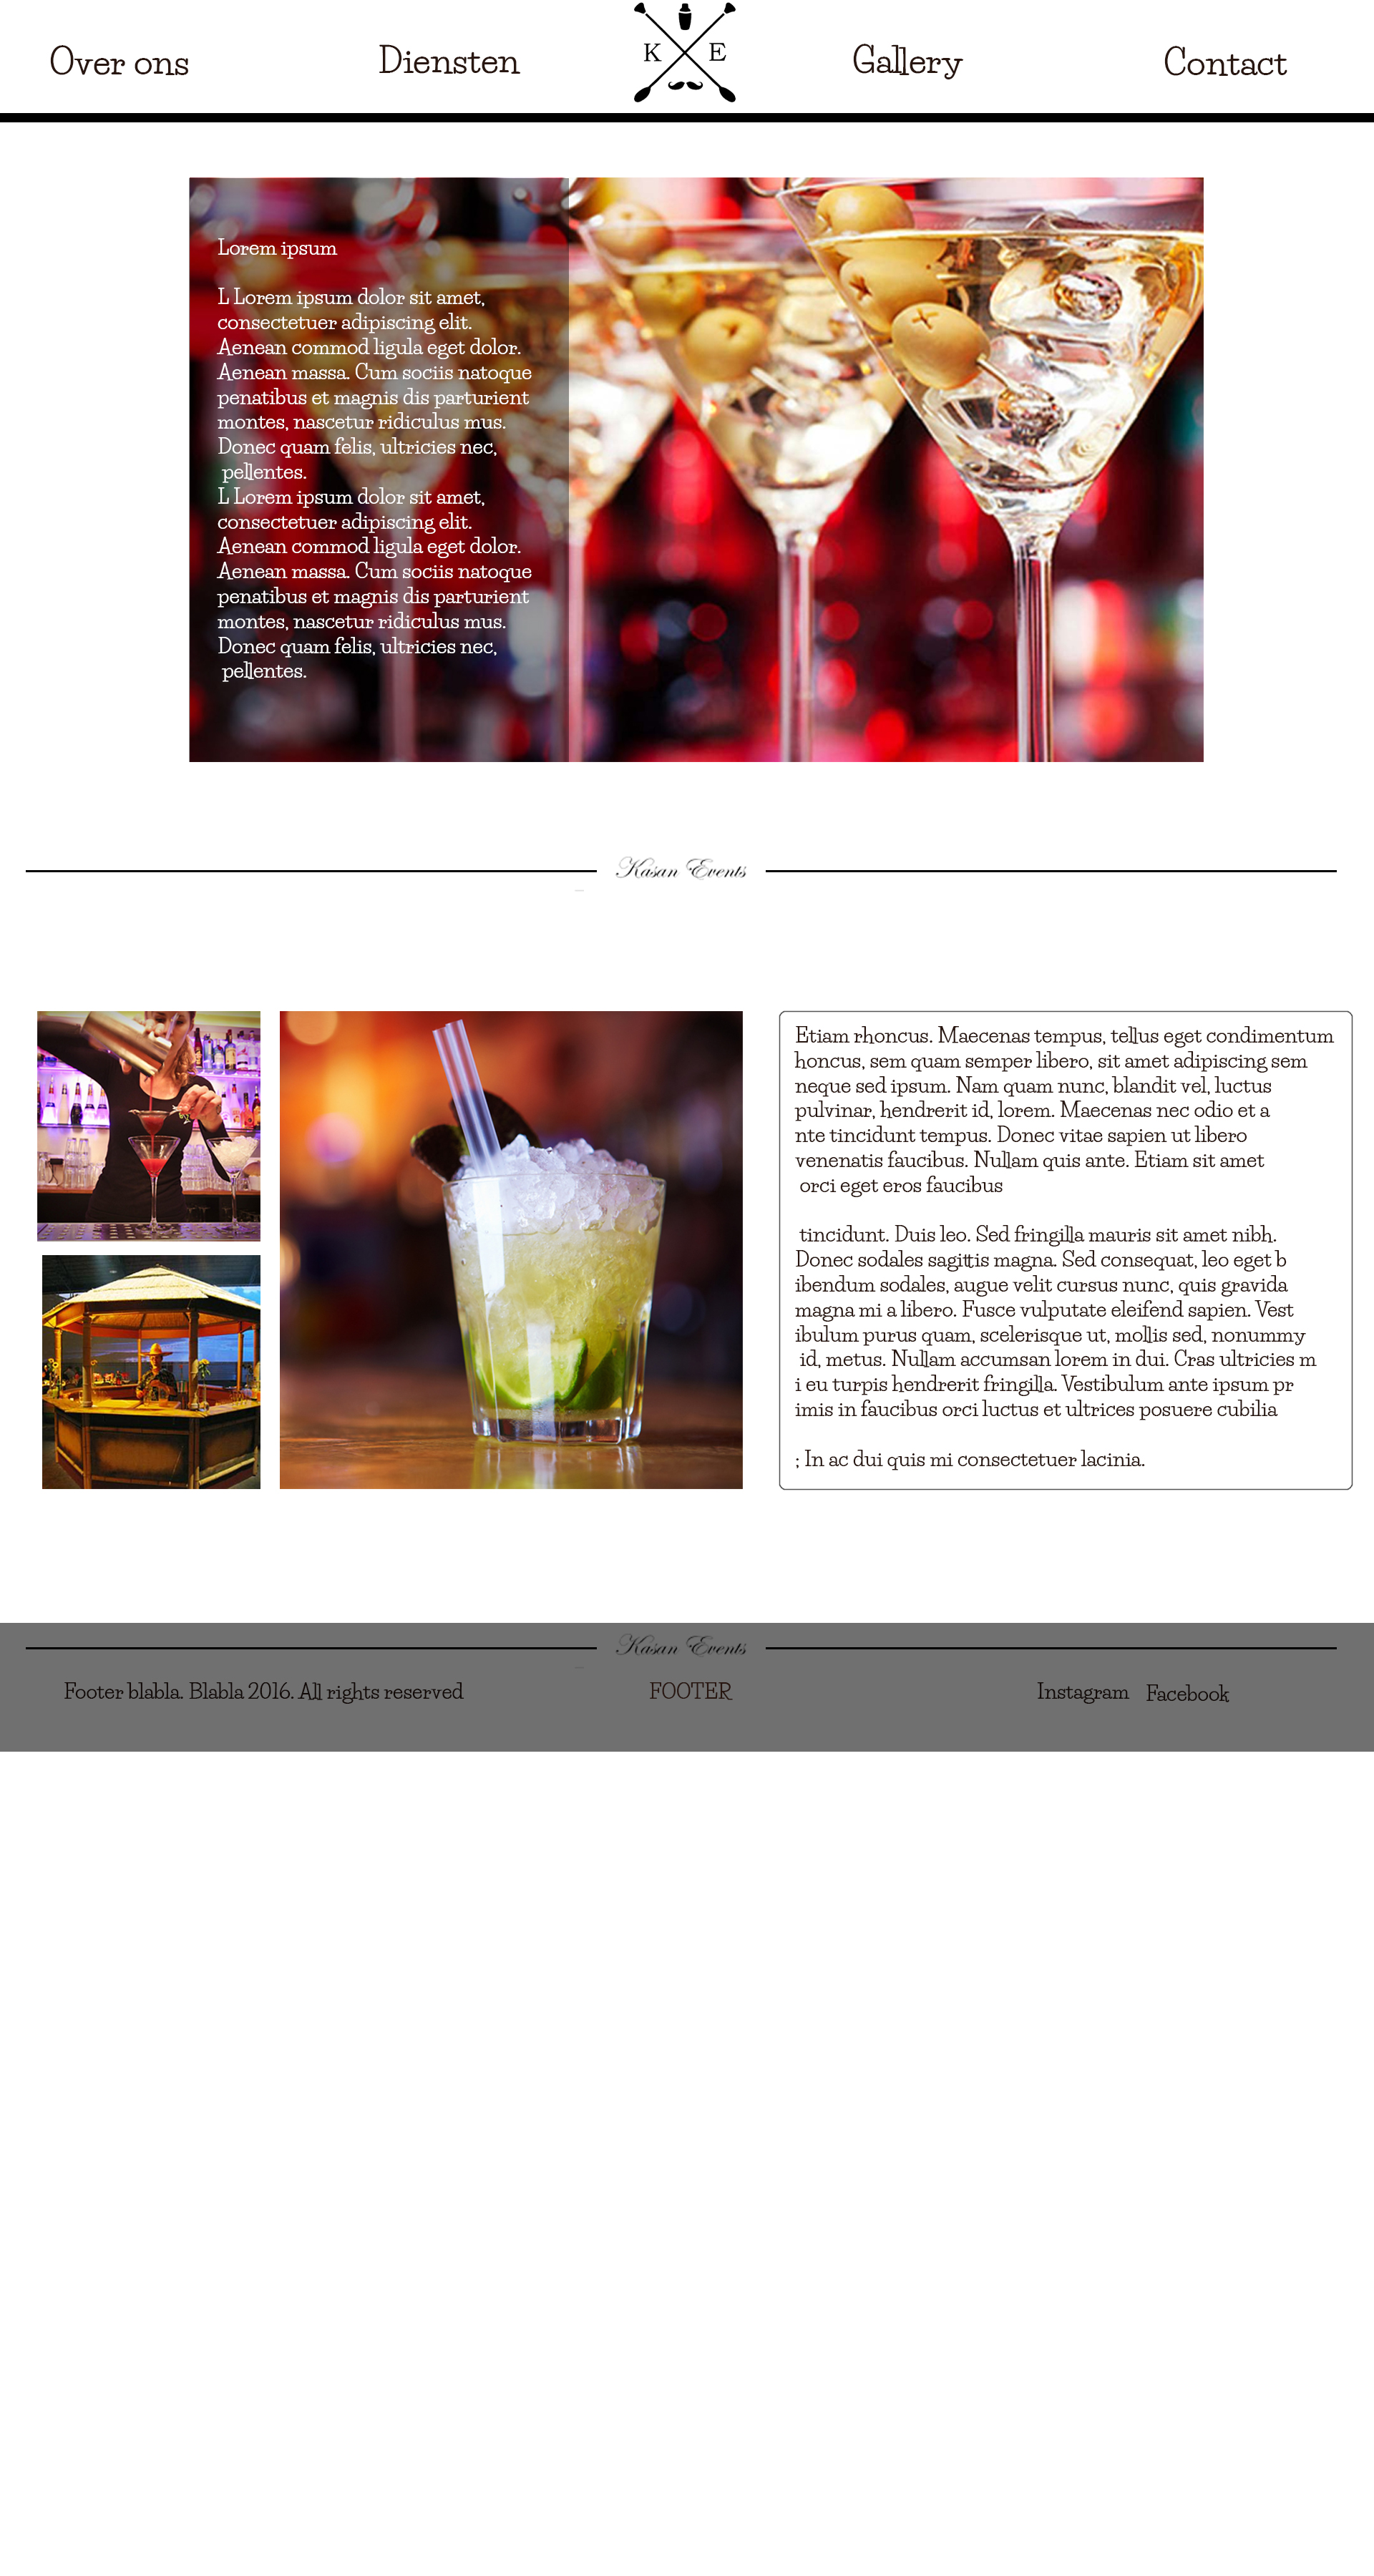 Over ons
Diensten
K E
Gallery
Contact
Lorem ipsum
L Lorem ipsum dolor sit amet,
consectetuer adipiscing elit.
Aenean commod ligula eget dolor.
Aenean massa. Cum sociis natoque
penatibus et magnis dis parturient
montes, nascetur ridiculus mus.
Donec quam felis, ultricies nec,
pellentes.
L Lorem ipsum dolor sit amet,
consectetuer adipiscing elit.
Aenean commod ligula eget dolor.
Aenean massa. Cum sociis natoque
penatibus et magnis dis parturient
montes, nascetur ridiculus mus.
Donec quam felis, ultricies nec,
pellentes.
Kasan Events
Etiam rhoncus. Maecenas tempus, tellus eget condimentum
honcus, sem quam semper libero, sit amet adipiscing sem
neque sed ipsum. Nam quam nunc, blandit vel, luctus
pulvinar, hendrerit id, lorem. Maecenas nec odio et a
nte tincidunt tempus. Donec vitae sapien ut libero
venenatis faucibus. Nullam quis ante. Etiam sit amet
orci eget eros faucibus
tincidunt. Duis leo. Sed fringilla mauris sit amet nibh.
Donec sodales sagittis magna. Sed consequat, leo eget b
ibendum sodales, augue velit cursus nunc, quis gravida
magna mi a libero. Fusce vulputate eleifend sapien. Vest
ibulum purus quam, scelerisque ut, mollis sed, nonummy
id, metus. Nullam accumsan lorem in dui. Cras ultricies m
i eu turpis hendrerit fringilla. Vestibulum ante ipsum pr
imis in faucibus orci luctus et ultrices posuere cubilia
; In ac dui quis mi consectetuer lacinia.
Kasan Events
Footer blabla. Blabla 2016. All rights reserved
FOOTER
Instagram
Facebook